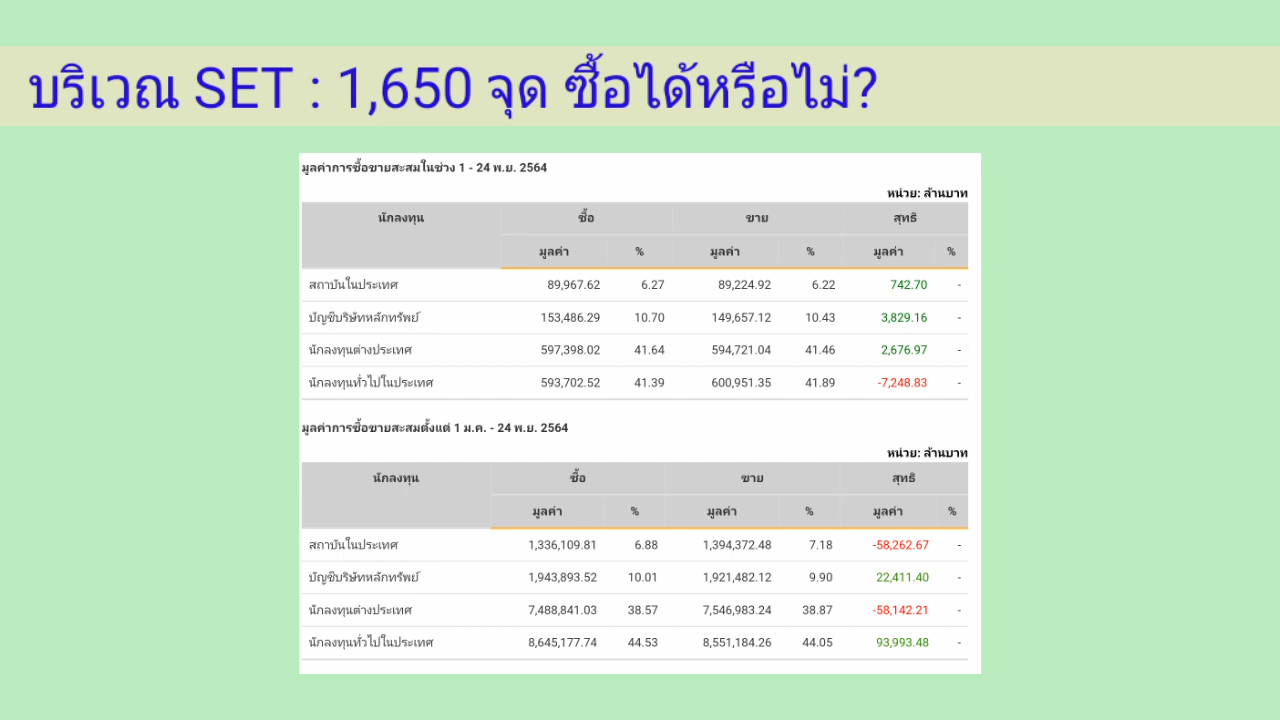 บริเวณ SET : 1,650 จุด ซื้อได้หรือไม่?
มูลค่าการซื้อขายสะสมในช่วง 1 - 24 พ.ย. 2564
หน่วย: ล้านบาท
นักลงทุน ซื้อ ขาย สุทธิ
มูลค่า % มูลค่า % มูลค่า %
สถาบันในประเทศ 89,967.62 6.27 89,224.92 6.22 742.70 -
บัญชีบริษัทหลักทรัพย์ 153,486.29 10.70 149,657.12 10.43 3,829.16 -
นักลงทุนต่างประเทศ 597,398.02 41.64 594,721.04 41.46 2,676.97 -
นักลงทุนทั่วไปในประเทศ 593,702.52 41.39 600,951.35 41.89 -7,248.83 -
มูลค่าการซื้อขายสะสมตั้งแต่ 1 ม.ค. - 24 พ.ย. 2564
หน่วย: ล้านบาท
นักลงทุน ซื้อ ขาย สุทธิ
มูลค่า % มูลค่า % มูลค่า %
สถาบันในประเทศ 1,336,109.81 6.88 1,394,372.48 7.18 -58,262.67 -
บัญชีบริษัทหลักทรัพย์ 1,943,893.52 10.01 1,921,482.12 9.90 22,411.40 -
นักลงทุนต่างประเทศ 7,488,841.03 38.57 7,546,983.24 38.87 -58,142.21 -
นักลงทุนทั่วไปในประเทศ 8,645,177.74 44.53 8,551,184.26 44.05 93,993.48 -